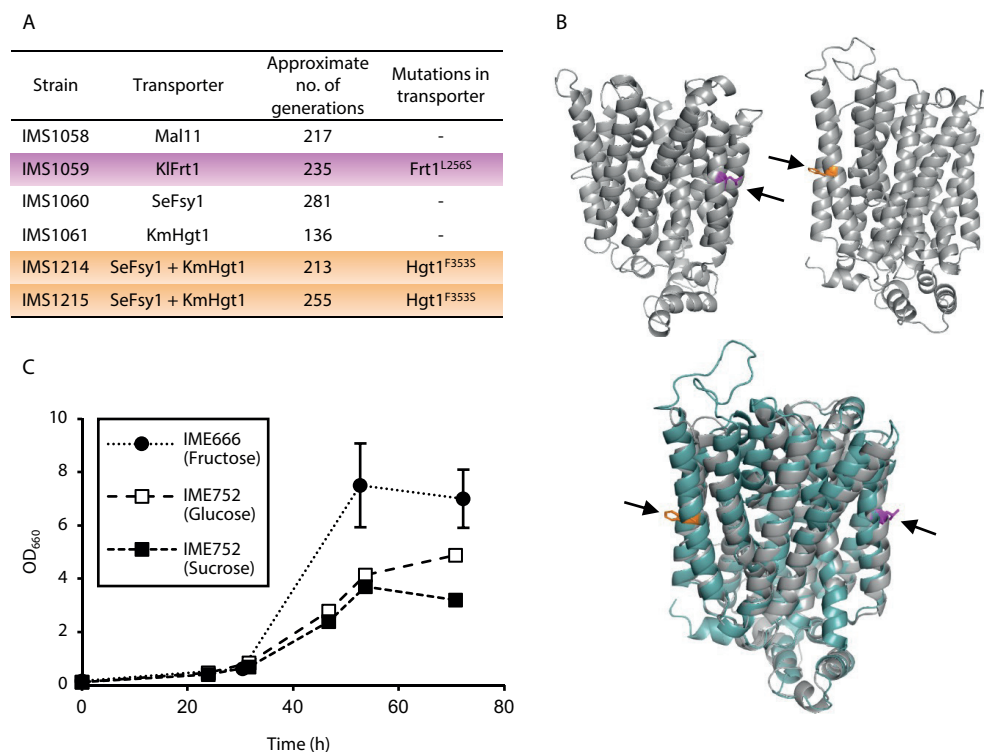 A
B
Strain Transporter Approximate no. of generations Mutations in transporter
IMS1058 Mal11 217 -
IMS1059 KlFrt1 235 Frt1L256S
IMS1060 SeFsy1 281 -
IMS1061 KmHgt1 136 -
IMS1214 SeFsy1 + KmHgt1 213 Hgt1F353S
IMS1215 SeFsy1 + KmHgt1 255 Hgt1F353S
C
10
8
6
4
2
0
OD660
IME666
(Fructose)
IME752
(Glucose)
IME752
(Sucrose)
0 20 40 60 80
Time (h)